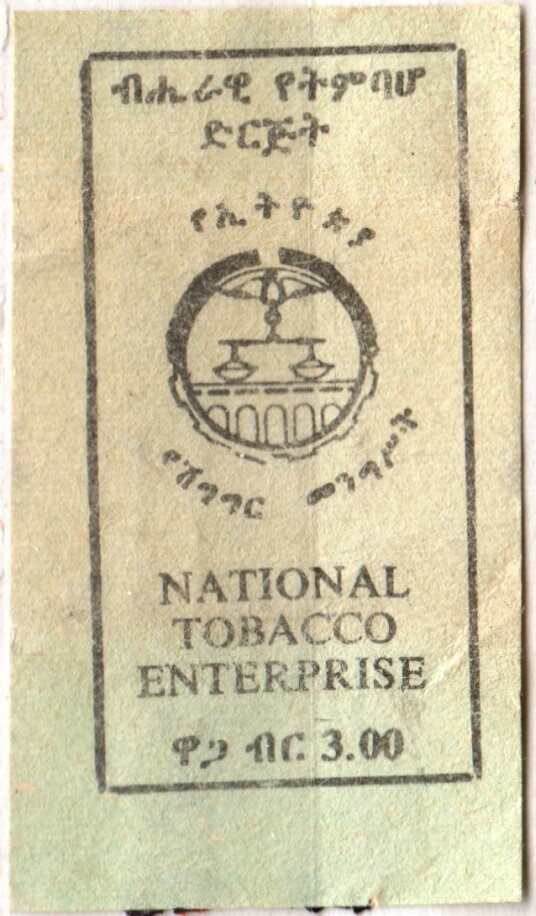 ብሔራዊ የትምባሆ
ድርጅት
የኢትዮጵያ
የሽግግር መንግሥት
NATIONAL
TOBACCO
ENTERPRISE
ዋጋ ብር 3.00